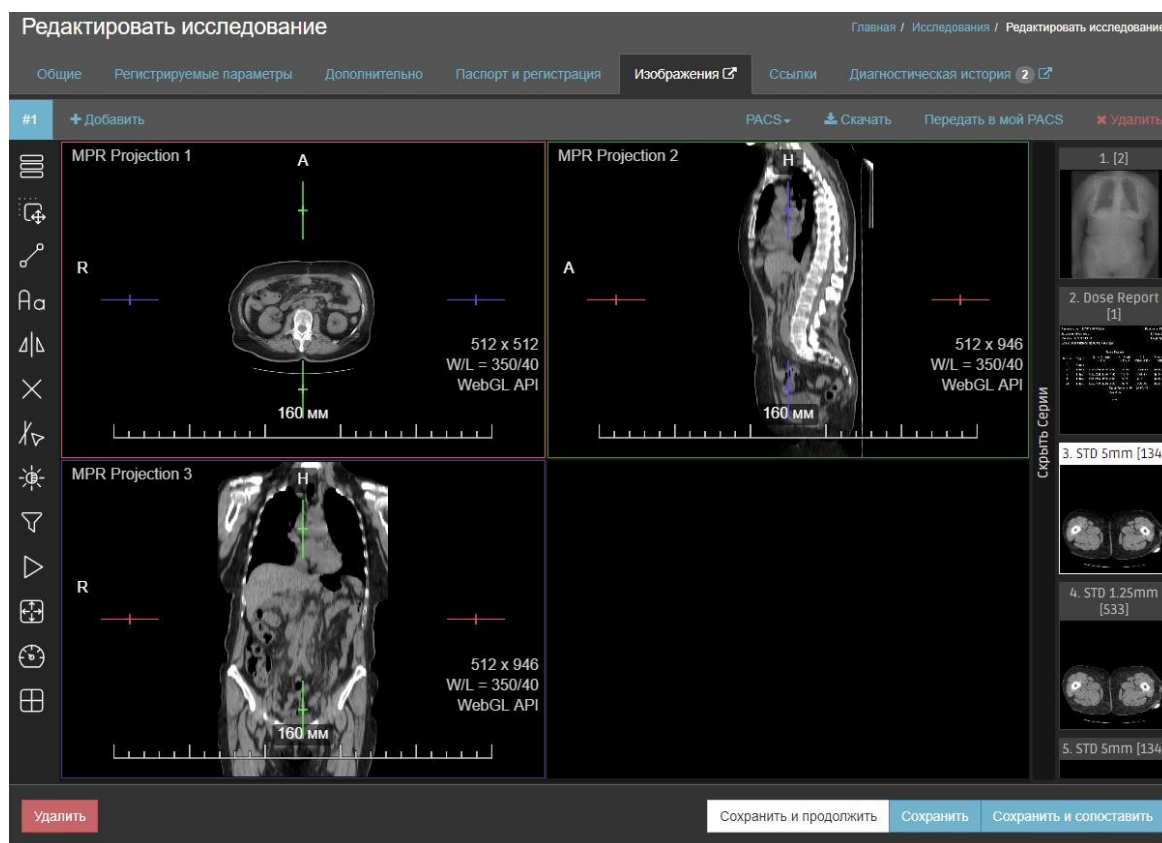 Редактировать исследование
Главная / Исследования / Редактировать исследование
Общие Регистрируемые параметры Дополнительно Паспорт и регистрация Изображения Ссылки Диагностическая история 2
#1 + Добавить PACS Скачать Передать в мой PACS ✖ Удалить
MPR Projection 1
A
R
512 x 512
W/L = 350/40
WebGL API
160 мм
MPR Projection 2
H
A
512 x 946
W/L = 350/40
WebGL API
160 мм
MPR Projection 3
H
R
512 x 946
W/L = 350/40
WebGL API
160 мм
Aa
Скрыть Серии
1. [2]
2. Dose Report
[1]
3. STD 5mm [134
4. STD 1.25mm
[533]
5. STD 5mm [134
Удалить
Сохранить и продолжить Сохранить Сохранить и сопоставить